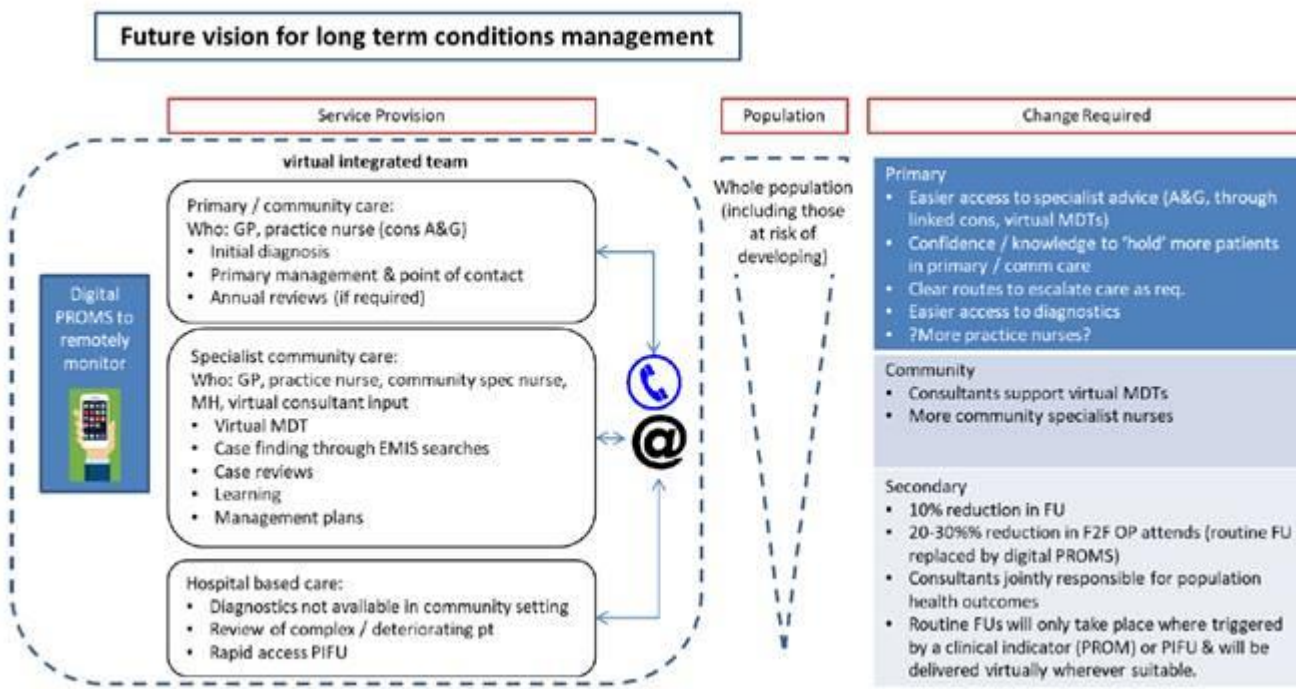 Future vision for long term conditions management
Service Provision
virtual integrated team
Digital
PROMS to
remotely
monitor
Primary / community care:
Who: GP, practice nurse (cons A&G)
• Initial diagnosis
• Primary management & point of contact
• Annual reviews (if required)
Specialist community care:
Who: GP, practice nurse, community spec nurse,
MH, virtual consultant input
• Virtual MDT
• Case finding through EMIS searches
• Case reviews
• Learning
• Management plans
Hospital based care:
• Diagnostics not available in community setting
• Review of complex / deteriorating pt
• Rapid access PIFU
@
Population
Whole population
(including those
at risk of
developing)
Change Required
Primary
• Easier access to specialist advice (A&G, through
linked cons, virtual MDTs)
• Confidence / knowledge to ‘hold’ more patients
in primary / comm care
• Clear routes to escalate care as req.
• Easier access to diagnostics
• ?More practice nurses?
Community
• Consultants support virtual MDTs
• More community specialist nurses
Secondary
• 10% reduction in FU
• 20-30%% reduction in F2F OP attends (routine FU
replaced by digital PROMS)
• Consultants jointly responsible for population
health outcomes
• Routine FUs will only take place where triggered
by a clinical indicator (PROM) or PIFU & will be
delivered virtually wherever suitable.